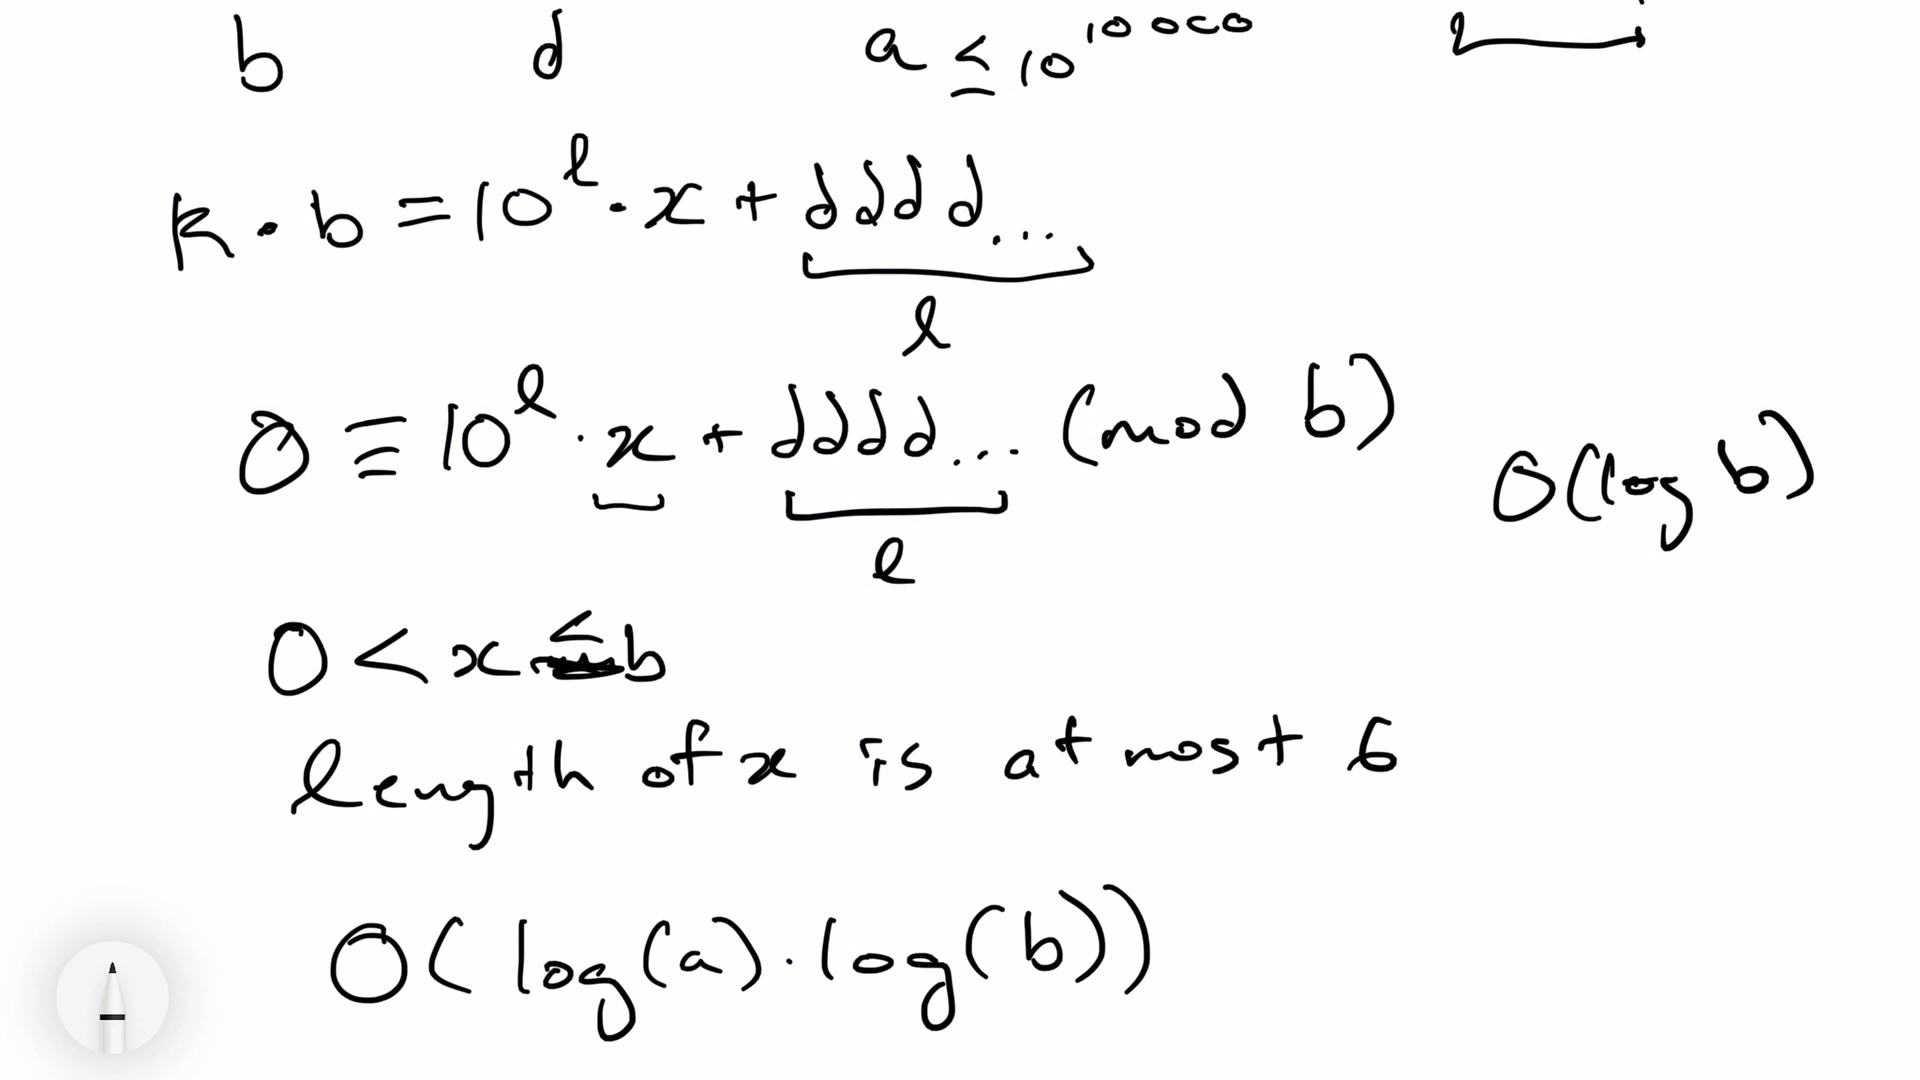 b d a ≤ 10^10000
k · b = 10^l · x + dddd...
l
0 ≡ 10^l · x + dddd... (mod b)
O(log b)
l
0 < x < b
length of x is at most 6
O(log(a) · log(b))